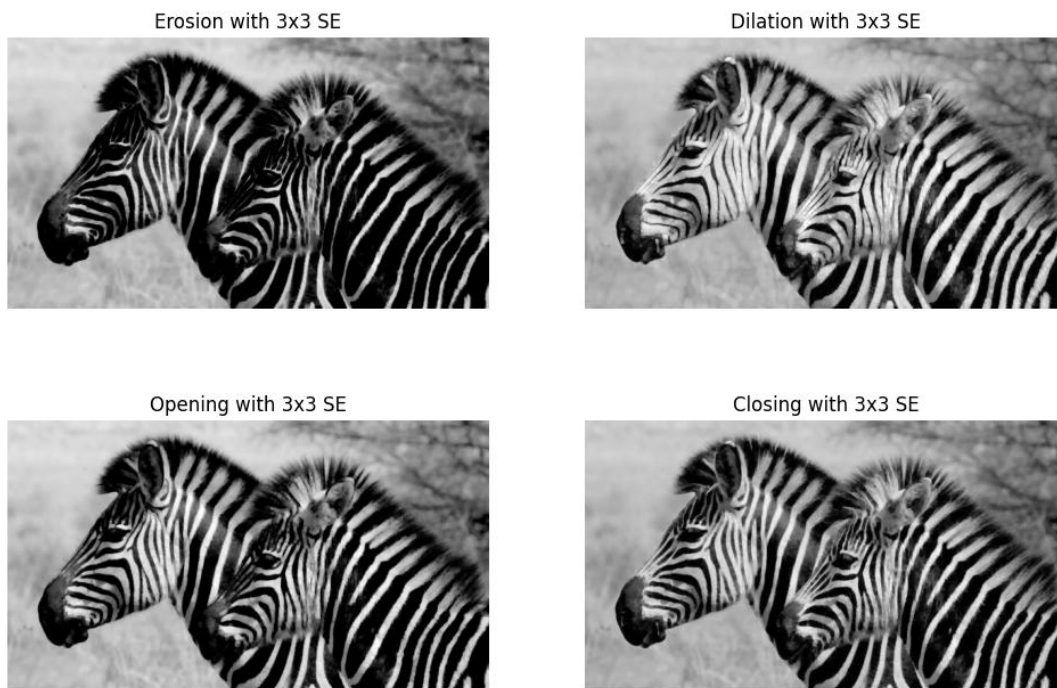 Erosion with 3x3 SE
Dilation with 3x3 SE
Opening with 3x3 SE
Closing with 3x3 SE